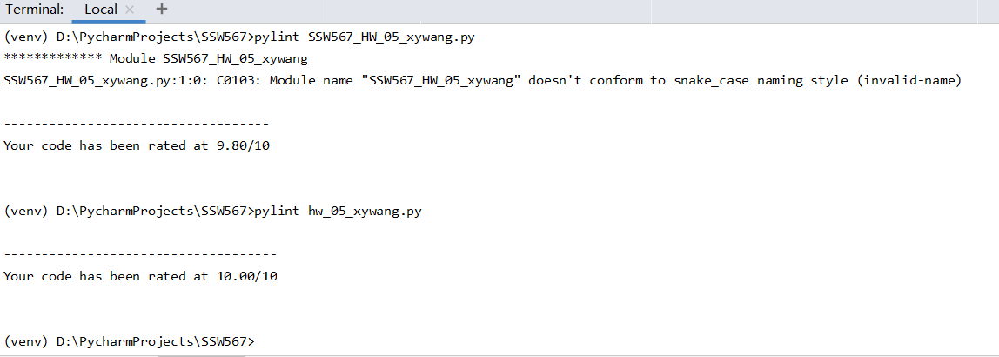 Terminal: Local × +
(venv) D:\PycharmProjects\SSW567>pylint SSW567_HW_05_xywang.py
************* Module SSW567_HW_05_xywang
SSW567_HW_05_xywang.py:1:0: C0103: Module name "SSW567_HW_05_xywang" doesn't conform to snake_case naming style (invalid-name)
----------------------------------
Your code has been rated at 9.80/10
(venv) D:\PycharmProjects\SSW567>pylint hw_05_xywang.py
-----------------------------------
Your code has been rated at 10.00/10
(venv) D:\PycharmProjects\SSW567>